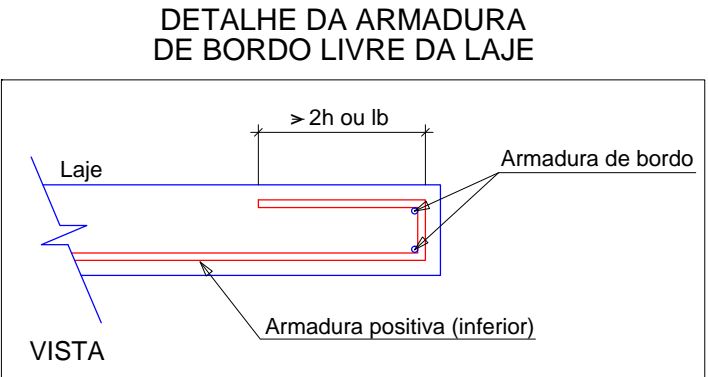 DETALHE DA ARMADURA
DE BORDO LIVRE DA LAJE
⩾ 2h ou lb
Laje
Armadura de bordo
Armadura positiva (inferior)
VISTA